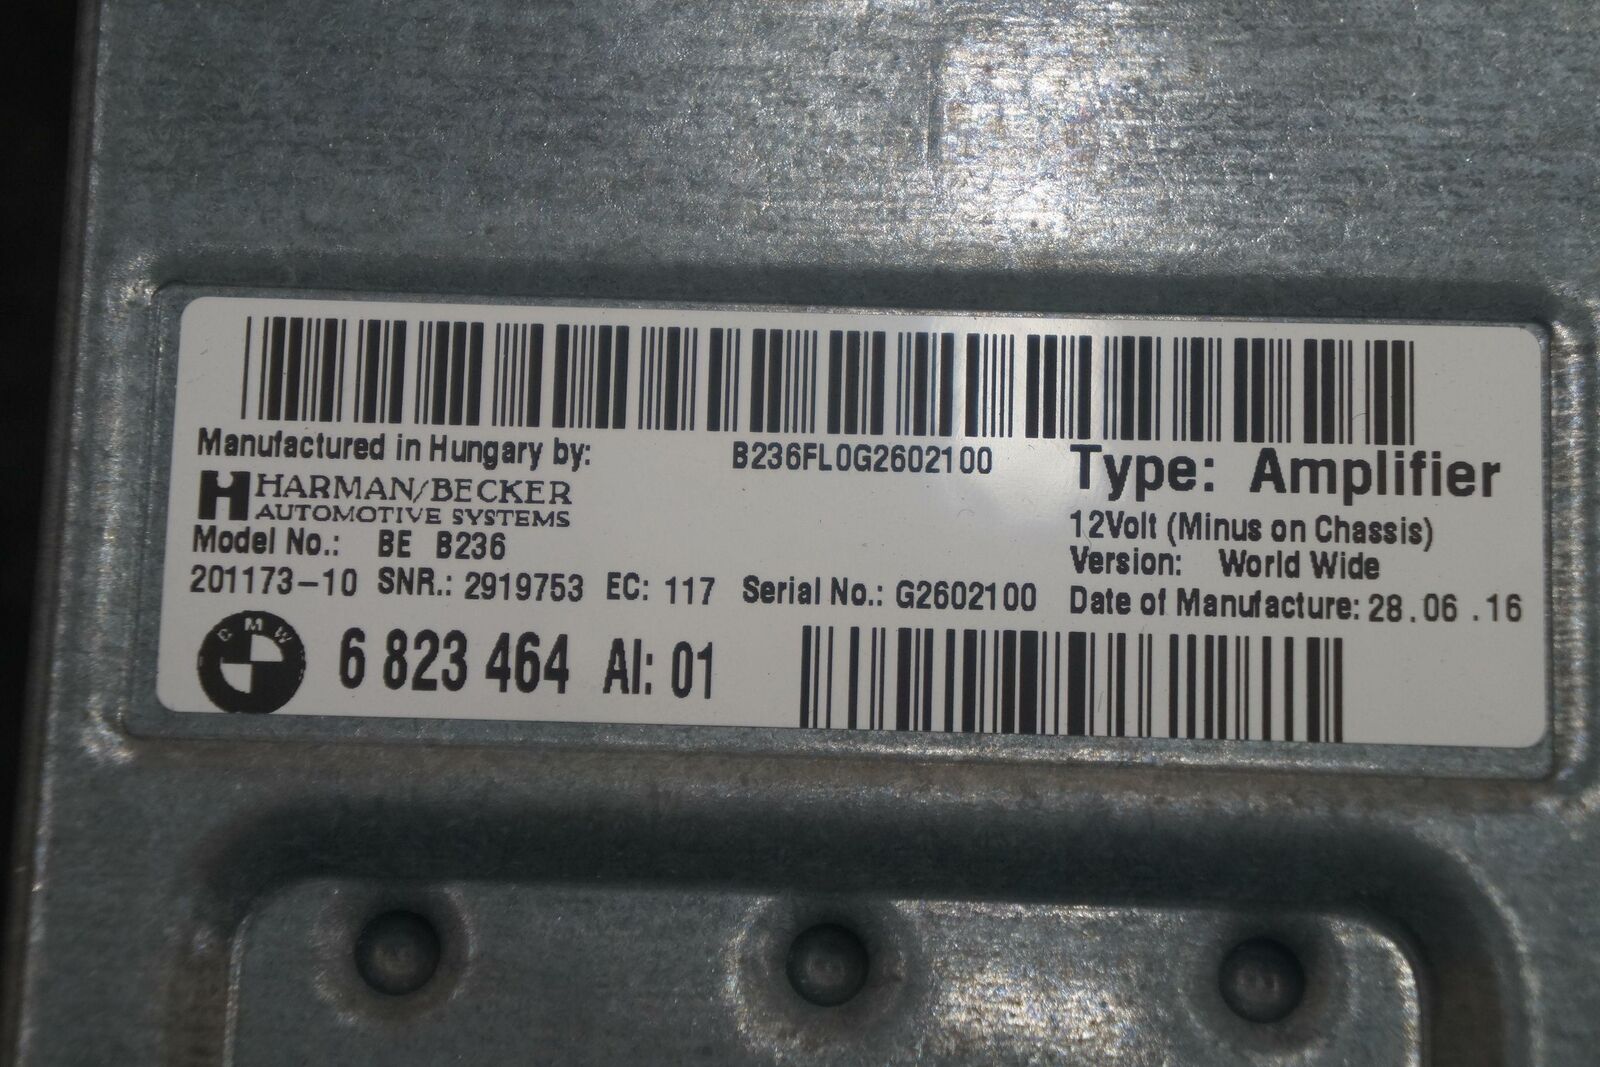 Manufactured in Hungary by:
B236FL0G2602100
Type: Amplifier
HARMAN/BECKER
AUTOMOTIVE SYSTEMS
12Volt (Minus on Chassis)
Model No.: BE B236
Version: World Wide
201173-10 SNR.: 2919753 EC: 117 Serial No.: G2602100 Date of Manufacture: 28.06.16
BMW
6 823 464 AI: 01